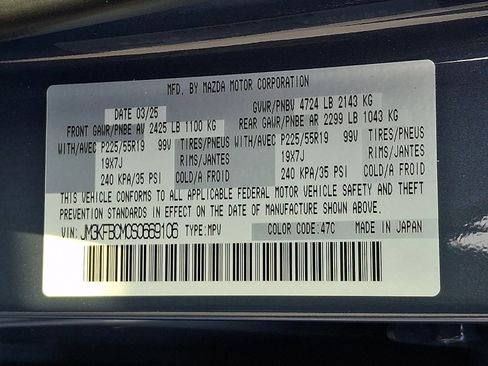 MFD. BY MAZDA MOTOR CORPORATION
DATE 03/25 GVWR/PNBV 4724 LB 2143 KG
FRONT GAWR/PNBE AV 2425 LB 1100 KG REAR GAWR/PNBE AR 2299 LB 1043 KG
WITH/AVEC P225/55R19 99V TIRES/PNEUS WITH/AVEC P225/55R19 99V TIRES/PNEUS
19X7J RIMS/JANTES 19X7J RIMS/JANTES
240 KPA/35 PSI COLD/A FROID 240 KPA/35 PSI COLD/A FROID
THIS VEHICLE CONFORMS TO ALL APPLICABLE FEDERAL MOTOR VEHICLE SAFETY AND THEFT
PREVENTION STANDARDS IN EFFECT ON THE DATE OF MANUFACTURE SHOWN ABOVE.
VIN: JM3KFBCM0S0669106 TYPE: MPV COLOR CODE: 47C MADE IN JAPAN